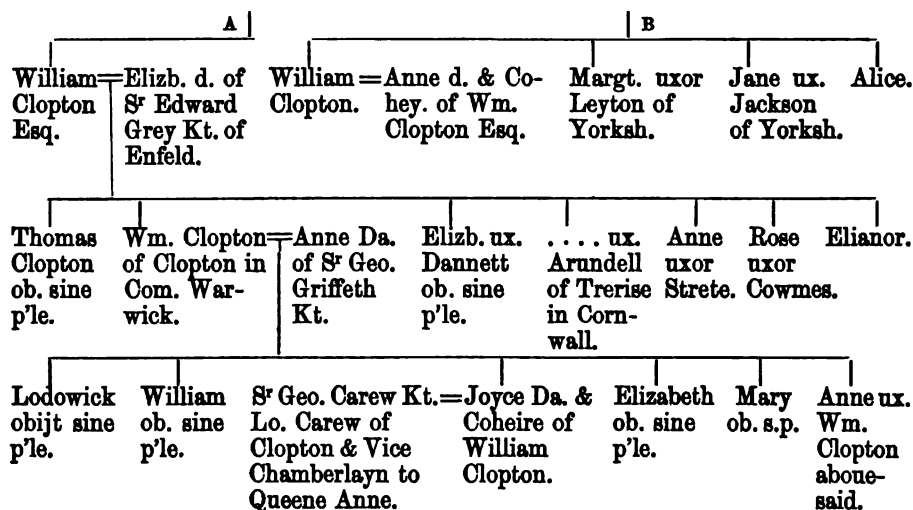 A B
William = Elizb. d. of
Clopton Sr Edward
Esq. Grey Kt. of
Enfeld.
William = Anne d. & Co-
Clopton. hey. of Wm.
Clopton Esq.
Margt. uxor
Leyton of
Yorksh.
Jane ux.
Jackson
of Yorksh.
Alice.
Thomas
Clopton
ob. sine
p'le.
Wm. Clopton = Anne Da.
of Clopton in of Sr Geo.
Com. War- Griffeth
wick. Kt.
Elizb. ux.
Dannett
ob. sine
p'le.
. . . . ux.
Arundell
of Trerise
in Corn-
wall.
Anne
uxor
Strete.
Rose
uxor
Cowmes.
Elianor.
Lodowick
obijt sine
p'le.
William
ob. sine
p'le.
Sr Geo. Carew Kt. = Joyce Da. &
Lo. Carew of Coheire of
Clopton & Vice William
Chamberlayn to Clopton.
Queene Anne.
Elizabeth
ob. sine
p'le.
Mary
ob. s.p.
Anne ux.
Wm.
Clopton
aboue-
said.